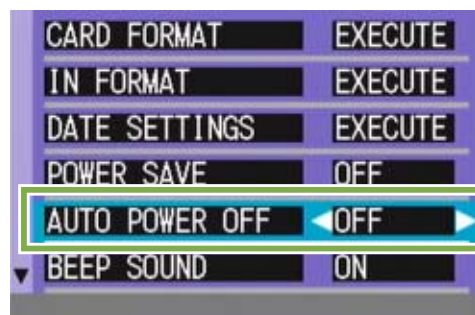 CARD FORMAT EXECUTE
IN FORMAT EXECUTE
DATE SETTINGS EXECUTE
POWER SAVE OFF
AUTO POWER OFF OFF
BEEP SOUND ON